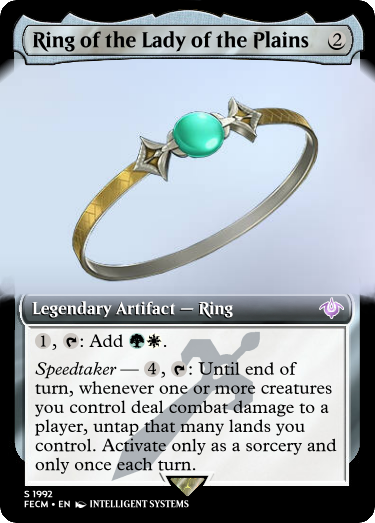 Ring of the Lady of the Plains 2
Legendary Artifact — Ring
1, : Add .
Speedtaker — 4, : Until end of
turn, whenever one or more creatures
you control deal combat damage to a
player, untap that many lands you
control. Activate only as a sorcery and
only once each turn.
S 1992
FECM • EN INTELLIGENT SYSTEMS